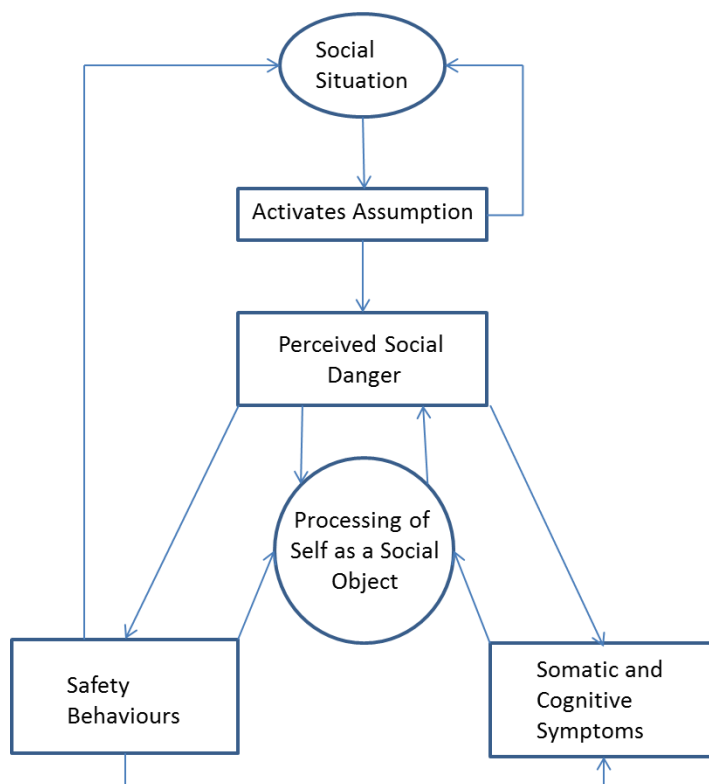 Social
Situation
Activates Assumption
Perceived Social
Danger
Processing of
Self as a Social
Object
Safety
Behaviours
Somatic and
Cognitive
Symptoms